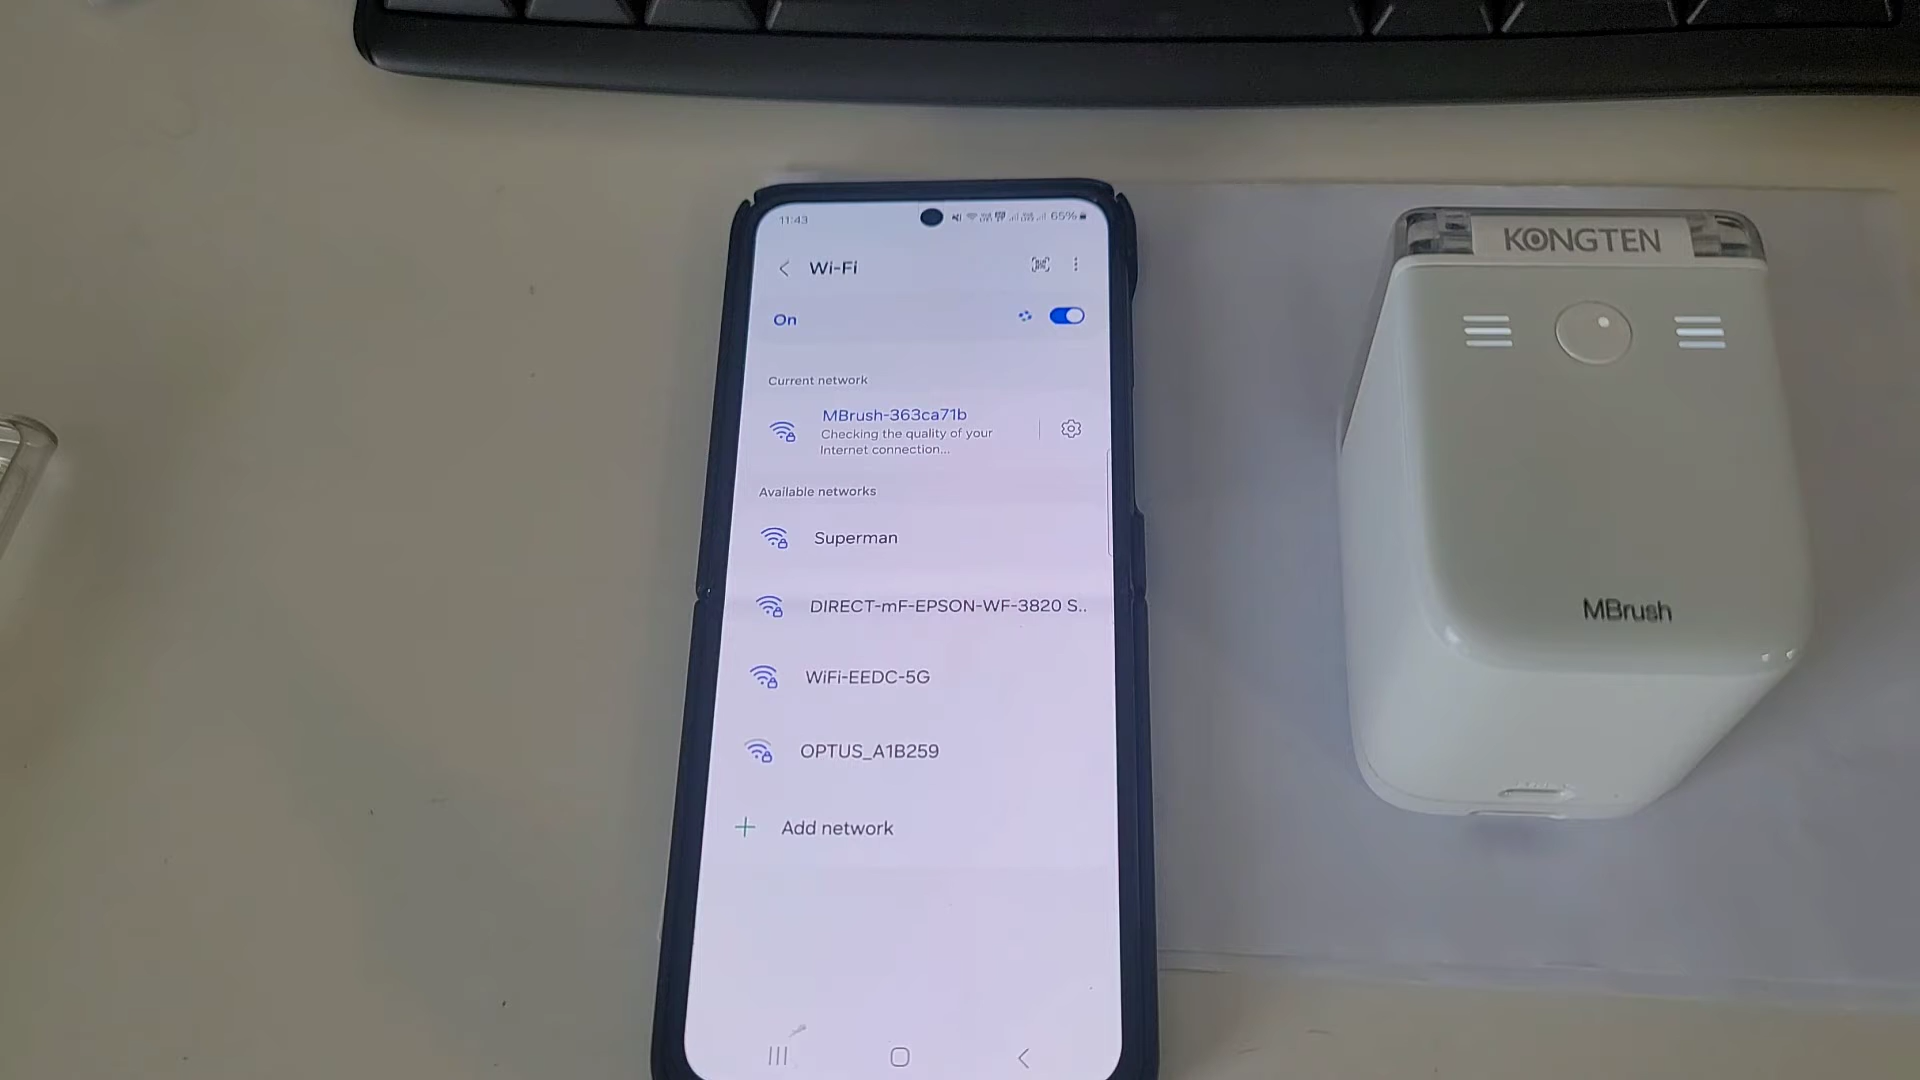 11:43
65%
Wi-Fi
On
Current network
MBrush-363ca71b
Checking the quality of your
Internet connection...
Available networks
Superman
DIRECT-mF-EPSON-WF-3820 S..
WiFi-EEDC-5G
OPTUS_A1B259
Add network
KONGTEN
MBrush